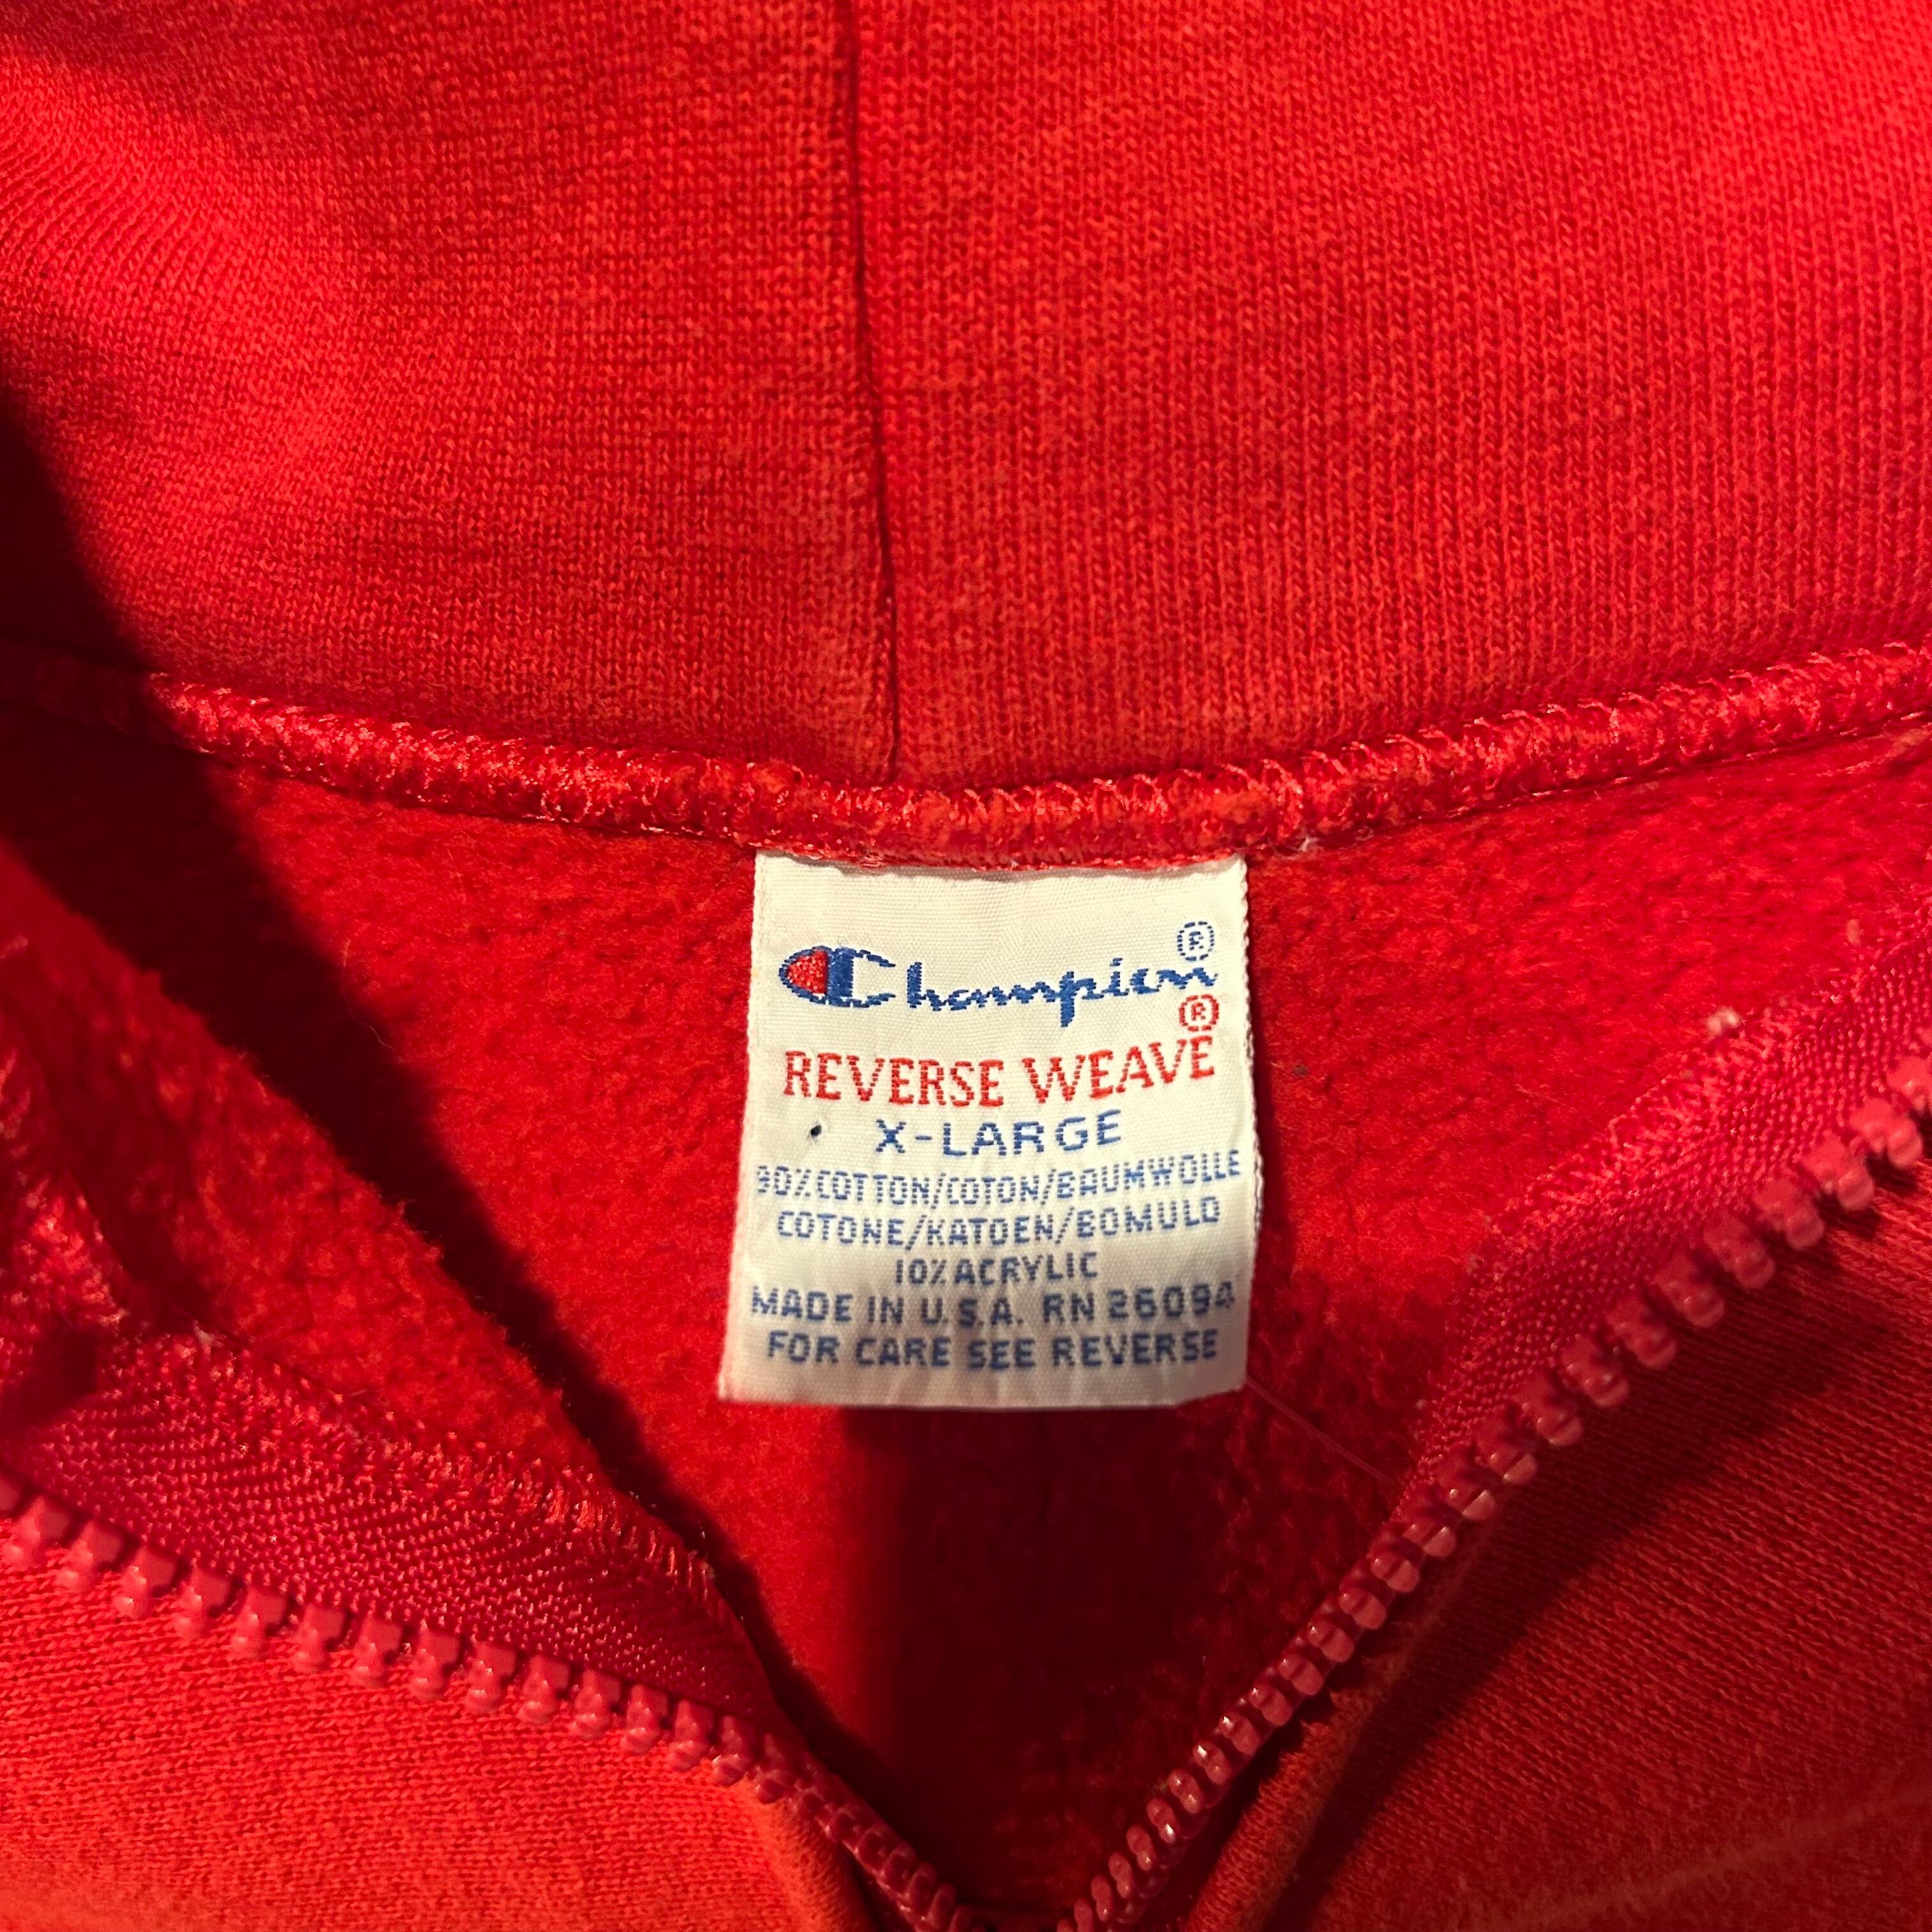 Champion®
®
REVERSE WEAVE
X-LARGE
90% COTTON/COTON/BAUMWOLLE
COTONE/KATOEN/BOMULD
10% ACRYLIC
MADE IN U.S.A. RN 26094
FOR CARE SEE REVERSE